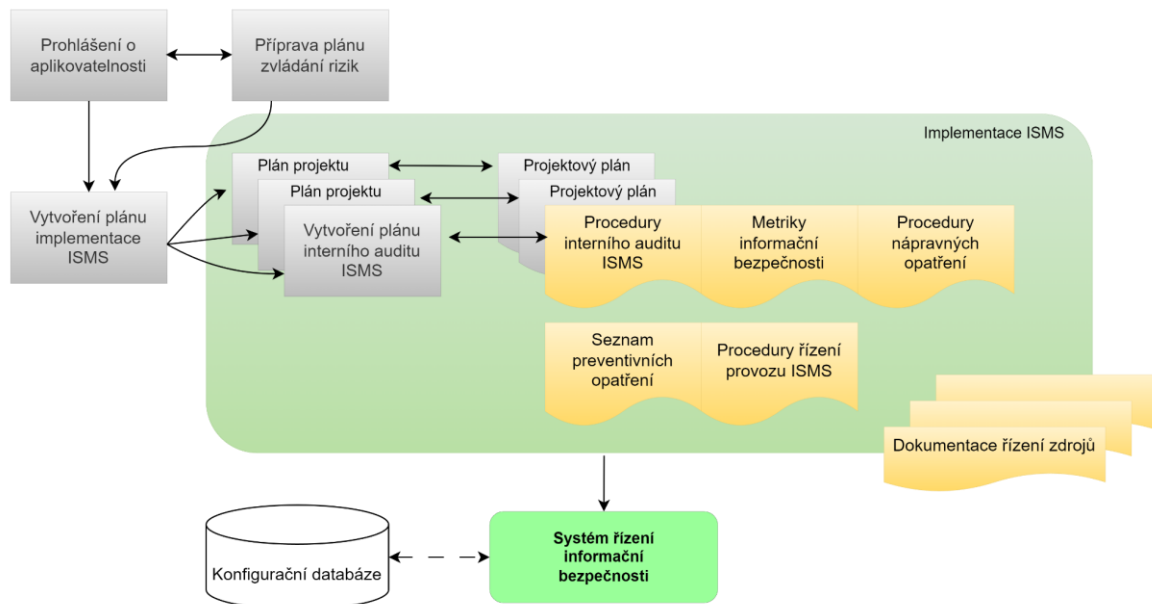 Prohlášení o
aplikovatelnosti
Příprava plánu
zvládání rizik
Implementace ISMS
Plán projektu
Projektový plán
Plán projektu
Projektový plán
Vytvoření plánu
implementace
ISMS
Vytvoření plánu
interního auditu
ISMS
Procedury
interního auditu
ISMS
Metriky
informační
bezpečnosti
Procedury
nápravných
opatření
Seznam
preventivních
opatření
Procedury řízení
provozu ISMS
Dokumentace řízení zdrojů
Systém řízení
informační
bezpečnosti
Konfigurační databáze